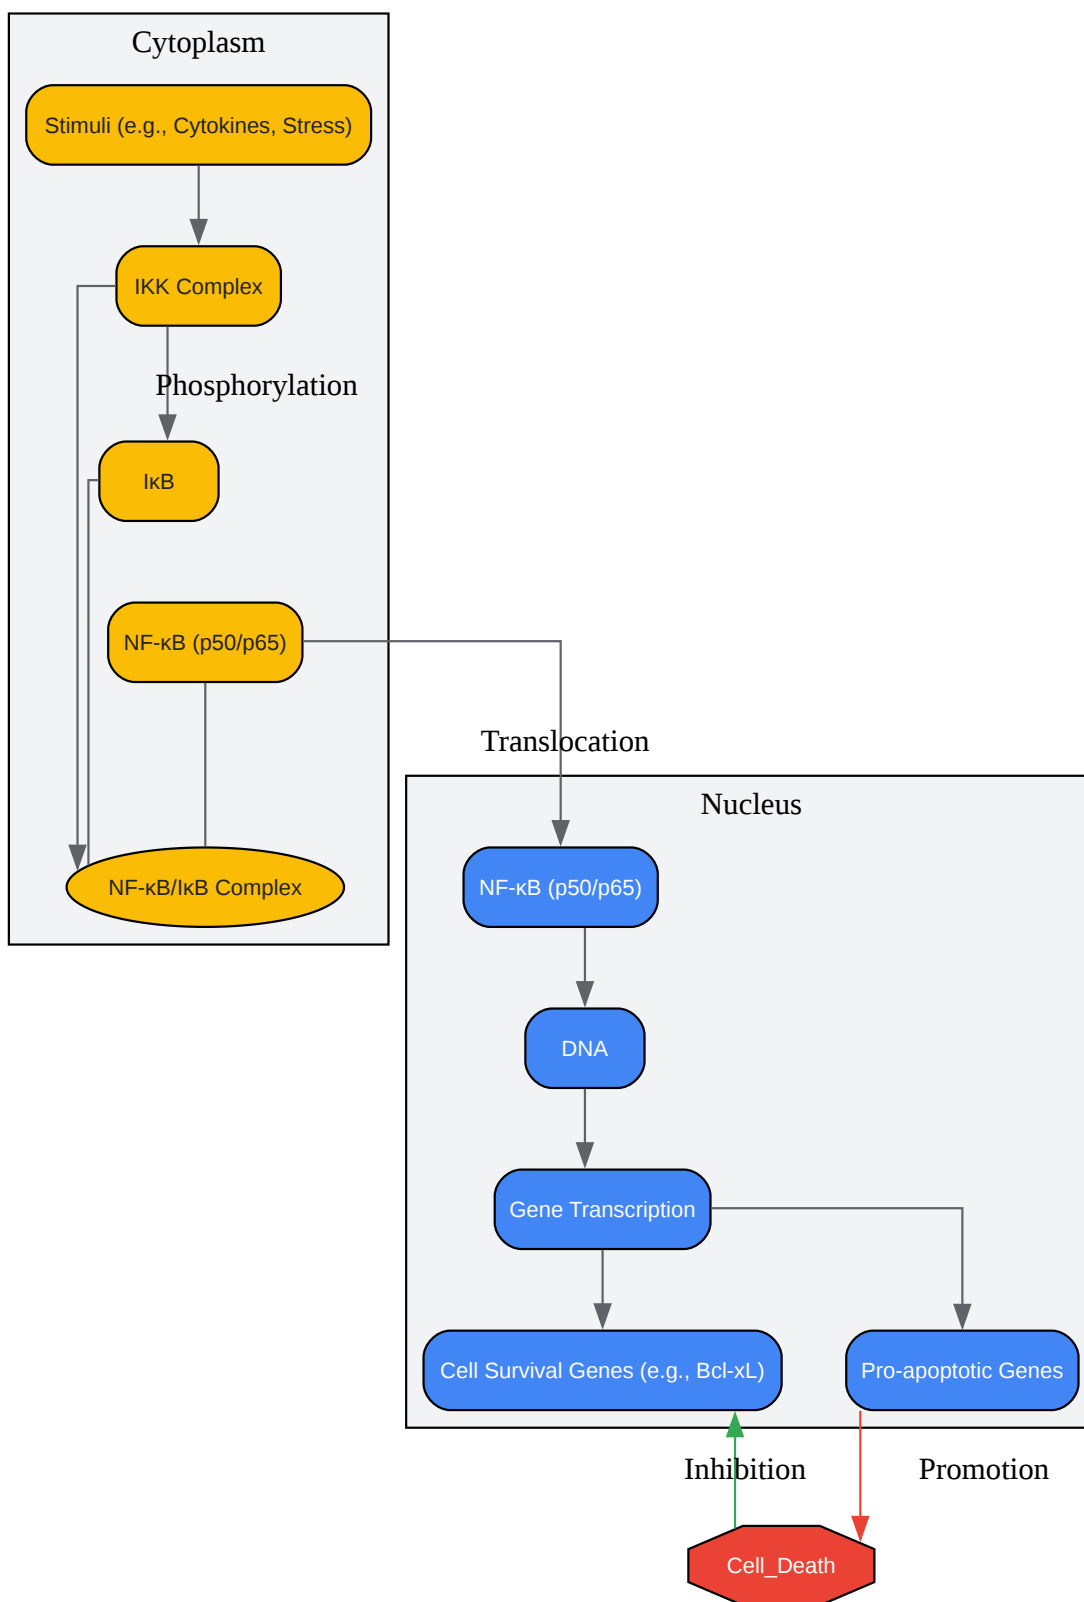 Cytoplasm
Stimuli (e.g., Cytokines, Stress)
IKK Complex
Phosphorylation
IκB
NF-κB (p50/p65)
Translocation
Nucleus
NF-κB/IκB Complex
NF-κB (p50/p65)
DNA
Gene Transcription
Cell Survival Genes (e.g., Bcl-xL)
Pro-apoptotic Genes
Inhibition
Promotion
Cell_Death